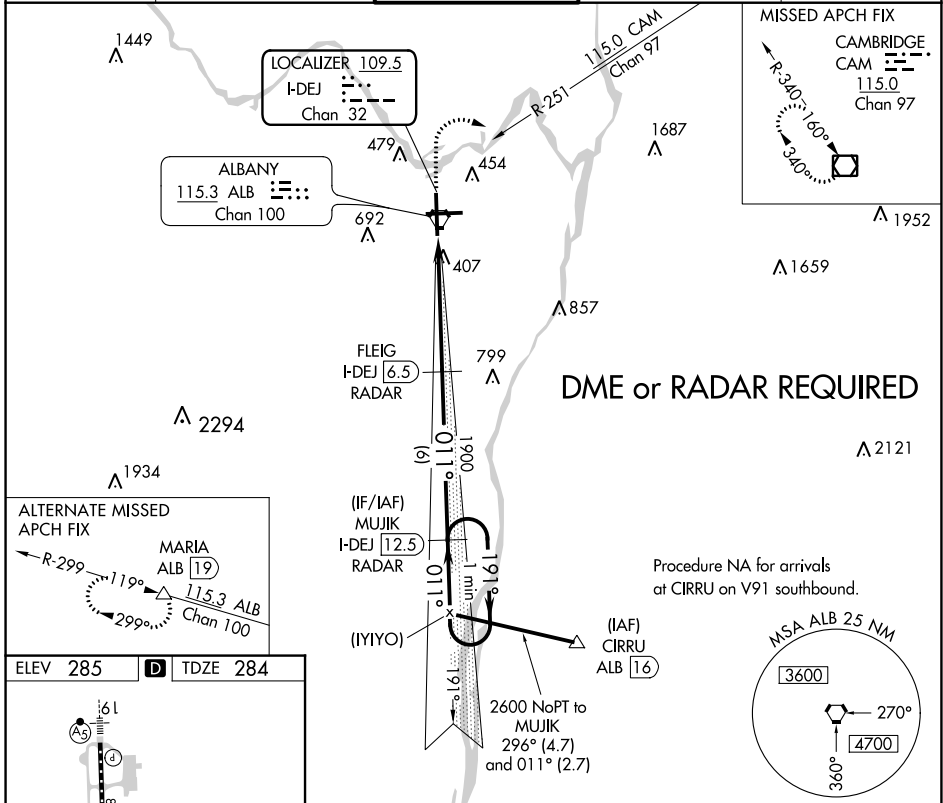 1449
LOCALIZER 109.5
I-DEJ
Chan 32
115.0 CAM
Chan 97
R-251
MISSED APCH FIX
CAMBRIDGE
CAM
115.0
Chan 97
R-340
160°
340°
479
454
1687
ALBANY
115.3 ALB
Chan 100
692
1952
407
1659
857
FLEIG
I-DEJ 6.5
RADAR
799
DME or RADAR REQUIRED
2294
011°
(6)
1900
2121
1934
(IF/IAF)
MUJIK
I-DEJ 12.5
RADAR
ALTERNATE MISSED
APCH FIX
MARIA
ALB 19
R-299
119°
115.3 ALB
Chan 100
299°
011°
1 min
191°
Procedure NA for arrivals
at CIRRU on V91 southbound.
(IYIYO)
(IAF)
CIRRU
ALB 16
191°
2600 NoPT to
MUJIK
296° (4.7)
and 011° (2.7)
MSA ALB 25 NM
3600
270°
4700
360°
ELEV 285
D
TDZE 284
19
A5
P